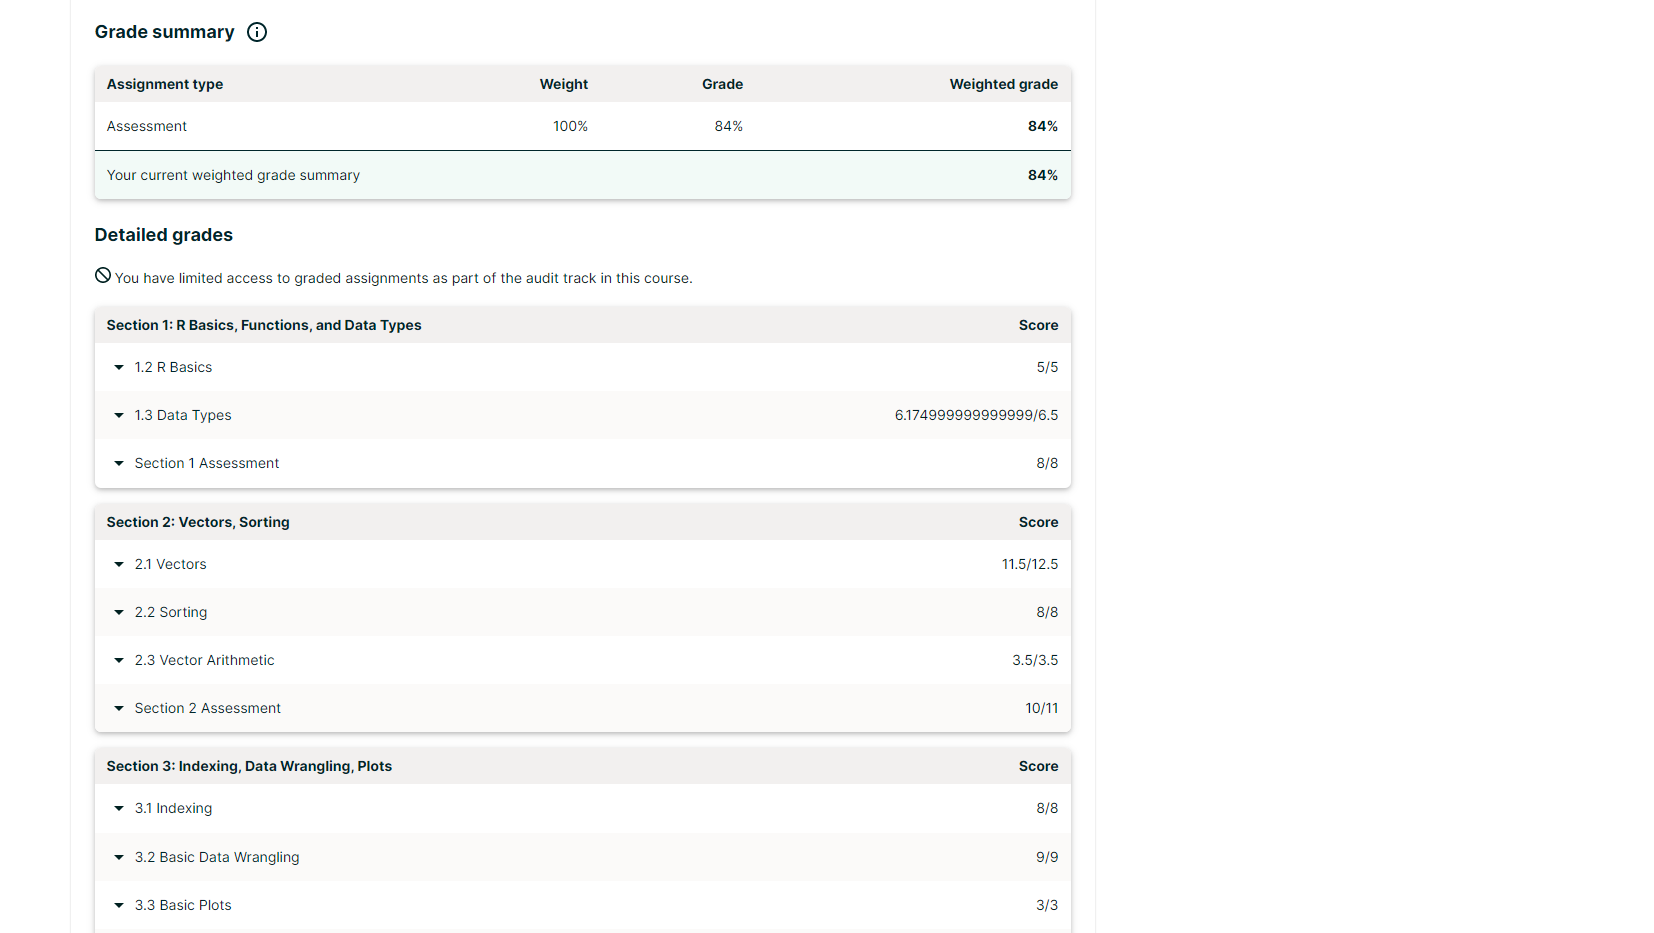 Grade summary
Assignment type Weight Grade Weighted grade
Assessment 100% 84% 84%
Your current weighted grade summary 84%
Detailed grades
You have limited access to graded assignments as part of the audit track in this course.
Section 1: R Basics, Functions, and Data Types Score
1.2 R Basics 5/5
1.3 Data Types 6.174999999999999/6.5
Section 1 Assessment 8/8
Section 2: Vectors, Sorting Score
2.1 Vectors 11.5/12.5
2.2 Sorting 8/8
2.3 Vector Arithmetic 3.5/3.5
Section 2 Assessment 10/11
Section 3: Indexing, Data Wrangling, Plots Score
3.1 Indexing 8/8
3.2 Basic Data Wrangling 9/9
3.3 Basic Plots 3/3